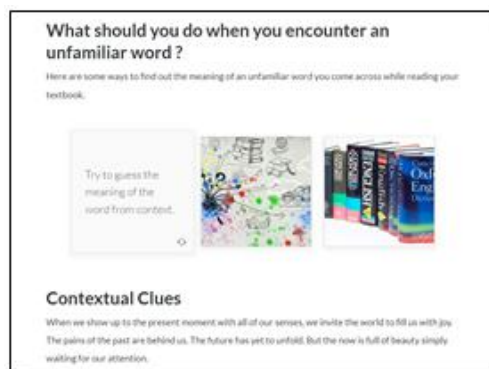 What should you do when you encounter an
unfamiliar word ?
Here are some ways to find out the meaning of an unfamiliar word you come across while reading your
textbook.
Try to guess the
meaning of the
word from context.
ENGLISH
Oxf
Eng
Dictionar
Contextual Clues
When we show up to the present moment with all of our senses, we invite the world to fill us with joy.
The pains of the past are behind us. The future has yet to unfold. But the now is full of beauty simply
waiting for our attention.